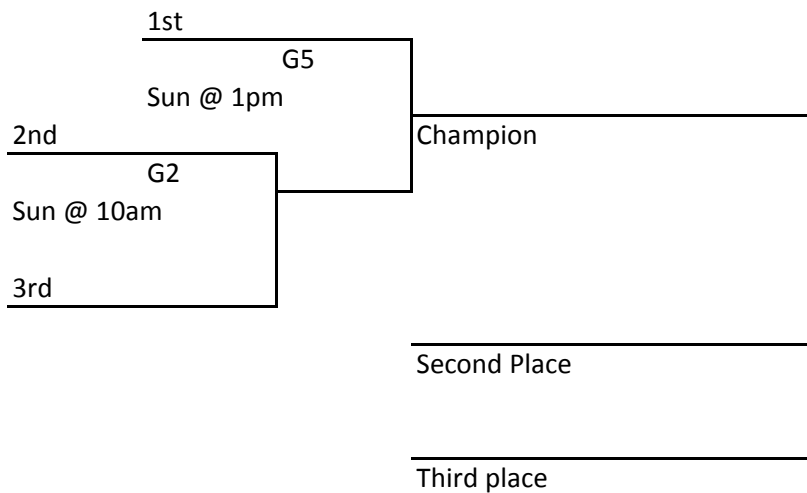 1st
G5
Sun @ 1pm
2nd
Champion
G2
Sun @ 10am
3rd
Second Place
Third place